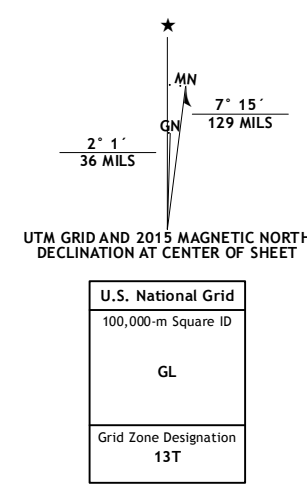 ★
MN
GN
7° 15´
129 MILS
2° 1´
36 MILS
UTM GRID AND 2015 MAGNETIC NORTH
DECLINATION AT CENTER OF SHEET
U.S. National Grid
100,000-m Square ID
GL
Grid Zone Designation
13T